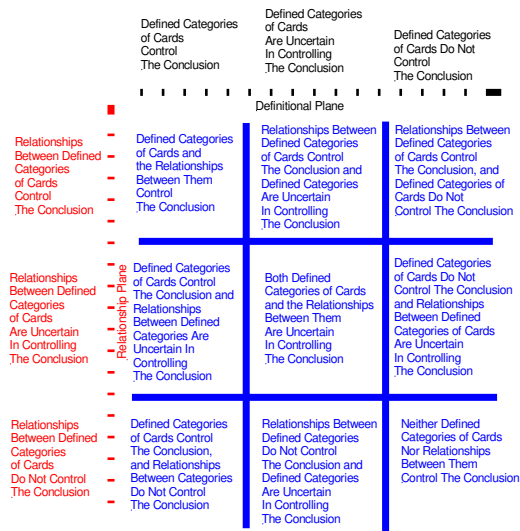 Defined Categories
of Cards
Control
The Conclusion
Defined Categories
of Cards
Are Uncertain
In Controlling
The Conclusion
Defined Categories
of Cards Do Not
Control
The Conclusion
Definitional Plane
Relationships
Between Defined
Categories
of Cards
Control
The Conclusion
Defined Categories
of Cards and
the Relationships
Between Them
Control
The Conclusion
Relationships Between
Defined Categories
of Cards Control
The Conclusion and
Defined Categories
Are Uncertain
In Controlling
The Conclusion
Relationships Between
Defined Categories
of Cards Control
The Conclusion, and
Defined Categories of
Cards Do Not
Control The Conclusion
Relationship Plane
Relationships
Between Defined
Categories
of Cards
Are Uncertain
In Controlling
The Conclusion
Defined Categories
of Cards Control
The Conclusion and
Relationships
Between Defined
Categories Are
Uncertain In
Controlling
The Conclusion
Both Defined
Categories of Cards
and the Relationships
Between Them
Are Uncertain
In Controlling
The Conclusion
Defined Categories
of Cards Do Not
Control The Conclusion
and Relationships
Between Defined
Categories of Cards
Are Uncertain
In Controlling
The Conclusion
Relationships
Between Defined
Categories
of Cards
Do Not Control
The Conclusion
Defined Categories
of Cards Control
The Conclusion,
and Relationships
Between Categories
Do Not Control
The Conclusion
Relationships Between
Defined Categories
Do Not Control
The Conclusion and
Defined Categories
Are Uncertain
In Controlling
The Conclusion
Neither Defined
Categories of Cards
Nor Relationships
Between Them
Control The Conclusion